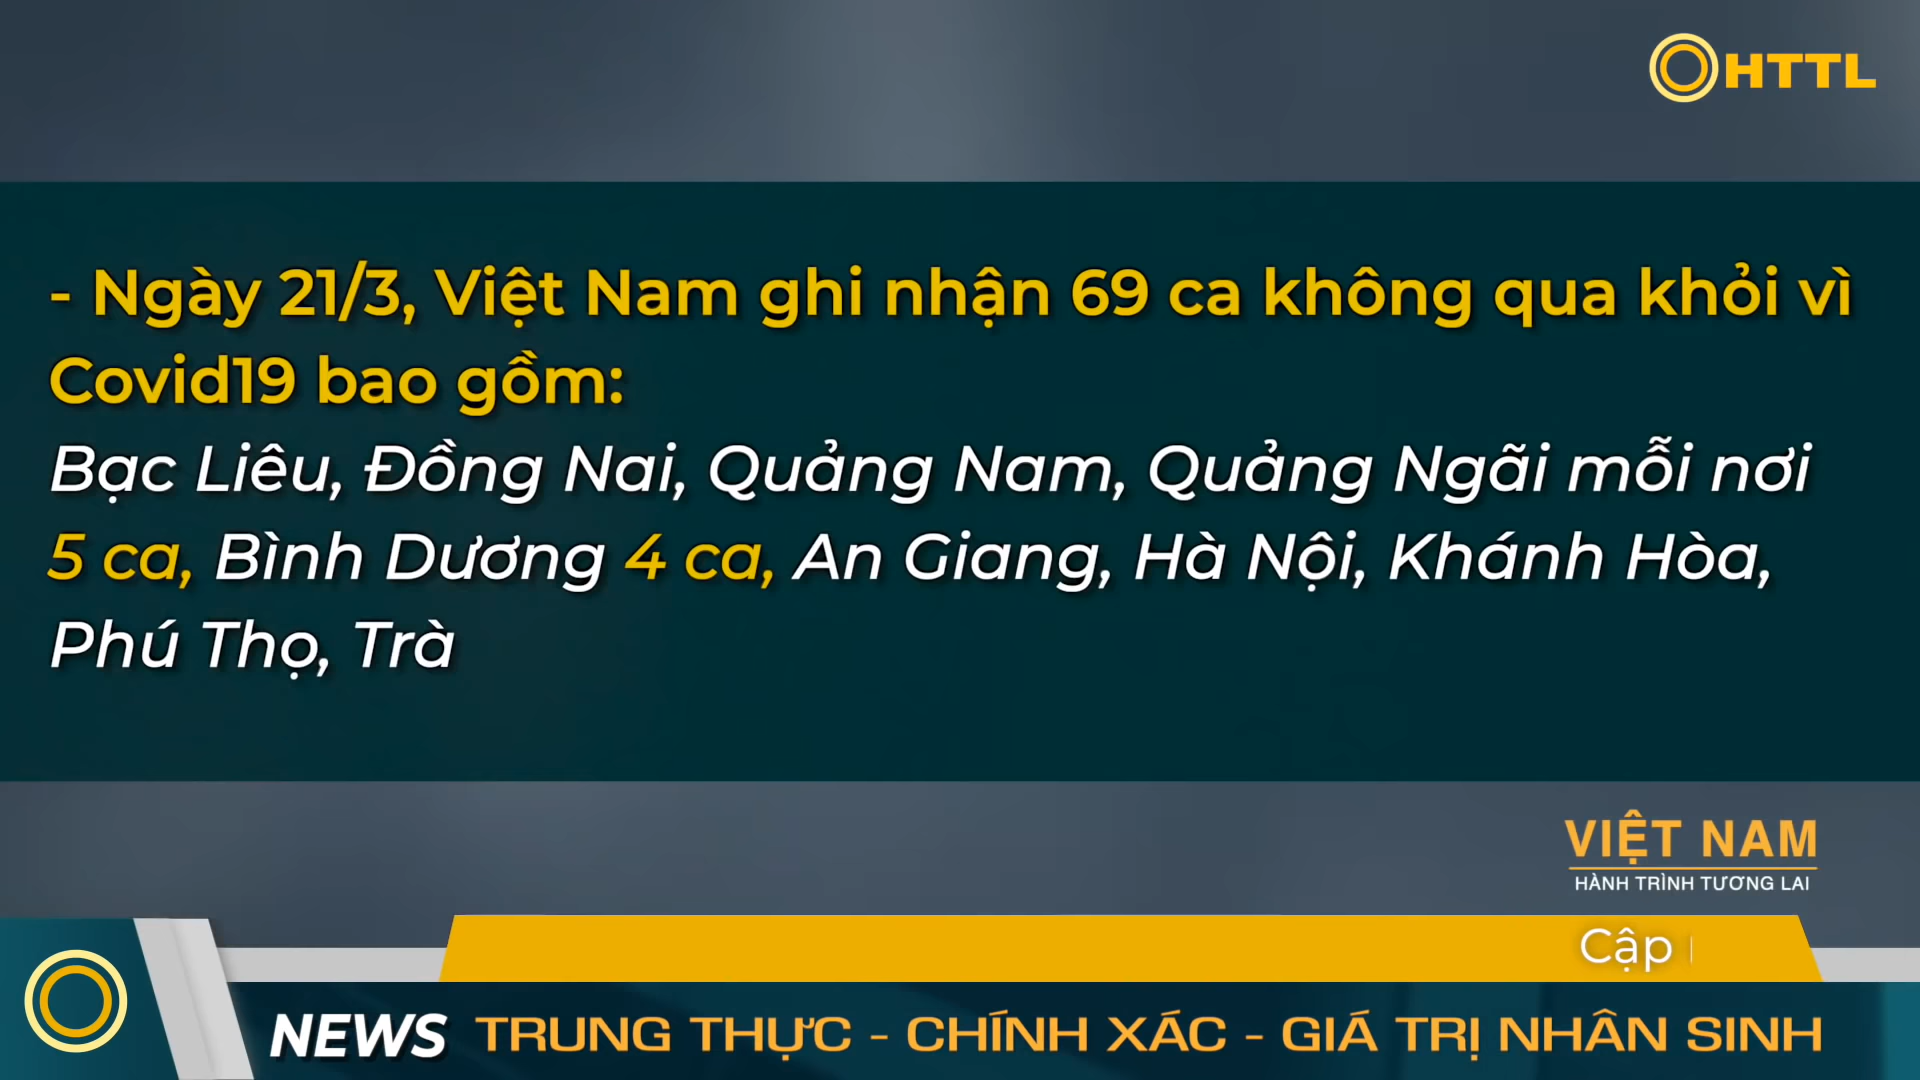 HTTL
- Ngày 21/3, Việt Nam ghi nhận 69 ca không qua khỏi vì
Covid19 bao gồm:
Bạc Liêu, Đồng Nai, Quảng Nam, Quảng Ngãi mỗi nơi
5 ca, Bình Dương 4 ca, An Giang, Hà Nội, Khánh Hòa,
Phú Thọ, Trà
VIỆT NAM
HÀNH TRÌNH TƯƠNG LAI
Cập
NEWS TRUNG THỰC - CHÍNH XÁC - GIÁ TRỊ NHÂN SINH